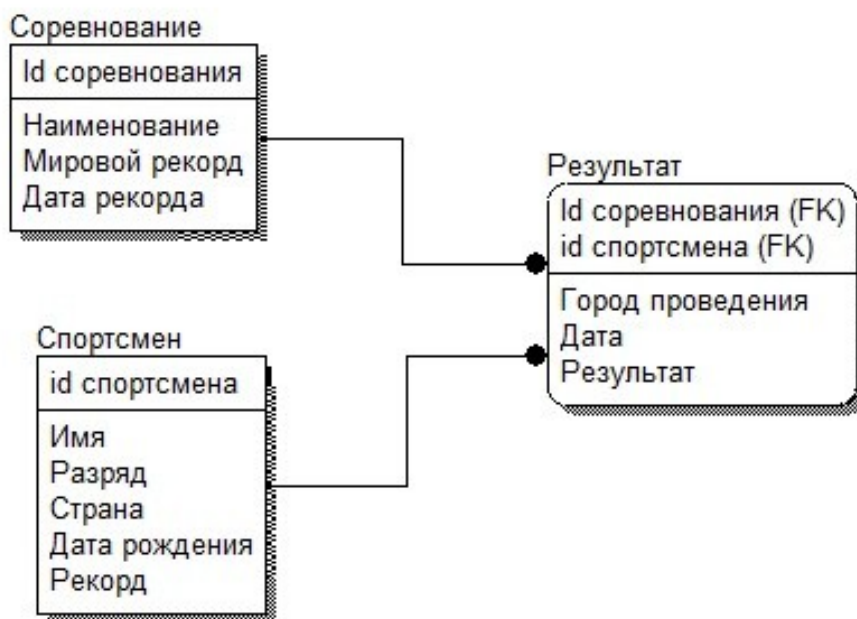 Соревнование
Id соревнования
Наименование
Мировой рекорд
Дата рекорда
Результат
Id соревнования (FK)
id спортсмена (FK)
Город проведения
Дата
Результат
Спортсмен
id спортсмена
Имя
Разряд
Страна
Дата рождения
Рекорд